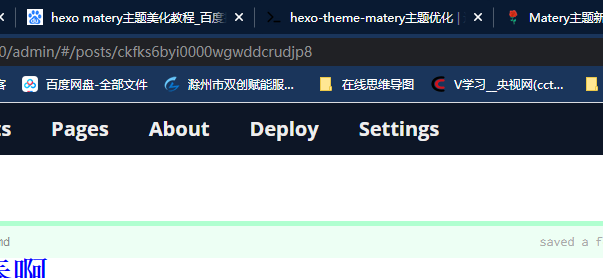 hexo matery主题美化教程_百度 hexo-theme-matery主题优化 | Matery主题新
0/admin/#/posts/ckfks6byi0000wgwddcrudjp8
客 百度网盘-全部文件 滁州市双创赋能服... 在线思维导图 V学习__央视网(cct...
ts Pages About Deploy Settings
md saved a f
啊